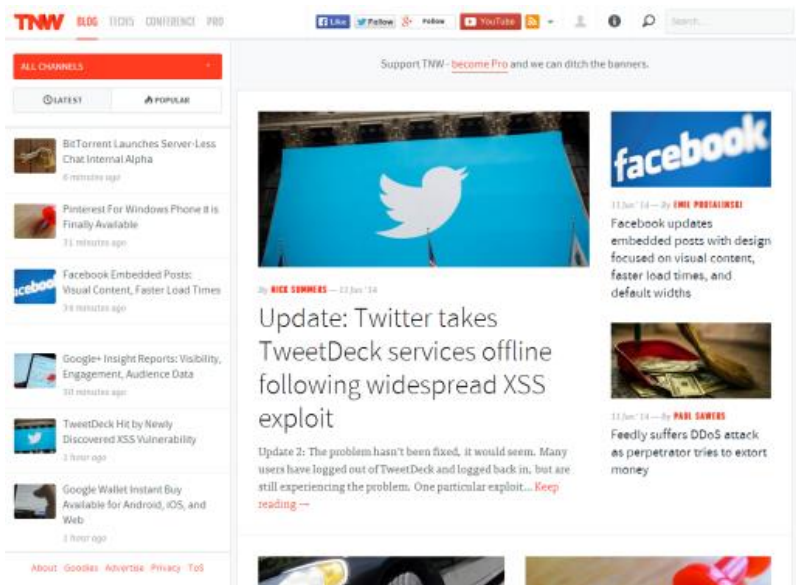 TNW BLOG TECH5 CONFERENCE PRO
Like Follow Follow YouTube Search...
ALL CHANNELS
LATEST POPULAR
BitTorrent Launches Server-Less
Chat Internal Alpha
6 minutes ago
Pinterest For Windows Phone it is
Finally Available
31 minutes ago
Facebook Embedded Posts:
Visual Content, Faster Load Times
34 minutes ago
Google+ Insight Reports: Visibility,
Engagement, Audience Data
50 minutes ago
TweetDeck Hit by Newly
Discovered XSS Vulnerability
1 hour ago
Google Wallet Instant Buy
Available for Android, iOS, and
Web
1 hour ago
About Goodies Advertise Privacy ToS
Support TNW - become Pro and we can ditch the banners.
By NICK SUMMERS — 11 Jun '14
Update: Twitter takes
TweetDeck services offline
following widespread XSS
exploit
Update 2: The problem hasn't been fixed, it would seem. Many
users have logged out of TweetDeck and logged back in, but are
still experiencing the problem. One particular exploit... Keep
reading →
facebook
11 Jun '14 — By EMIL PROTALINSKI
Facebook updates
embedded posts with design
focused on visual content,
faster load times, and
default widths
11 Jun '14 — By PAUL SAWERS
Feedly suffers DDoS attack
as perpetrator tries to extort
money